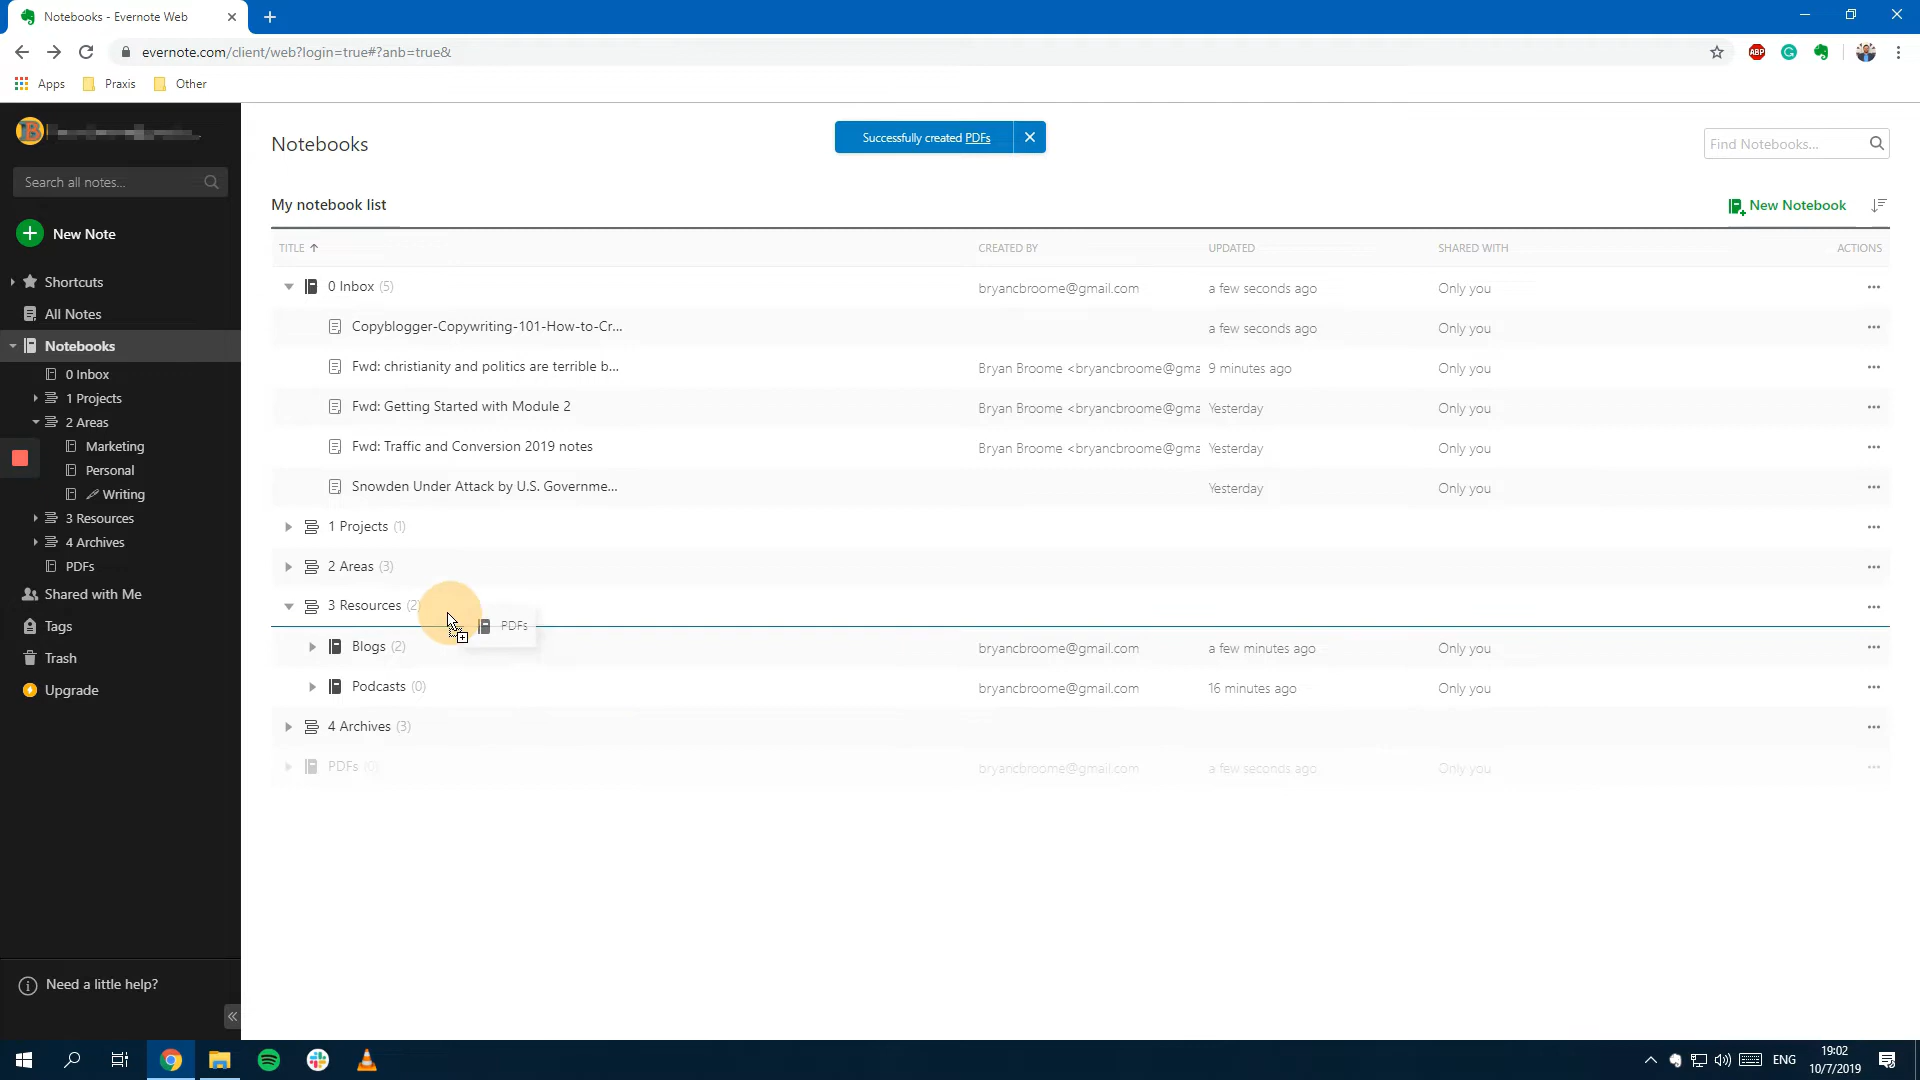 Notebooks - Evernote Web
evernote.com/client/web?login=true#?anb=true&
ABP
Apps Praxis Other
Search all notes...
New Note
Shortcuts
All Notes
Notebooks
0 Inbox
1 Projects
2 Areas
Marketing
Personal
Writing
3 Resources
4 Archives
PDFs
Shared with Me
Tags
Trash
Upgrade
Need a little help?
Notebooks
Successfully created PDFs
Find Notebooks...
My notebook list
New Notebook
TITLE CREATED BY UPDATED SHARED WITH ACTIONS
0 Inbox (5) bryancbroome@gmail.com a few seconds ago Only you
Copyblogger-Copywriting-101-How-to-Cr... a few seconds ago Only you
Fwd: christianity and politics are terrible b... Bryan Broome <bryancbroome@gma 9 minutes ago Only you
Fwd: Getting Started with Module 2 Bryan Broome <bryancbroome@gma Yesterday Only you
Fwd: Traffic and Conversion 2019 notes Bryan Broome <bryancbroome@gma Yesterday Only you
Snowden Under Attack by U.S. Governme... Yesterday Only you
1 Projects (1)
2 Areas (3)
3 Resources (2)
PDFs
Blogs (2) bryancbroome@gmail.com a few minutes ago Only you
Podcasts (0) bryancbroome@gmail.com 16 minutes ago Only you
4 Archives (3)
PDFs (0) bryancbroome@gmail.com a few seconds ago Only you
ENG
19:02
10/7/2019